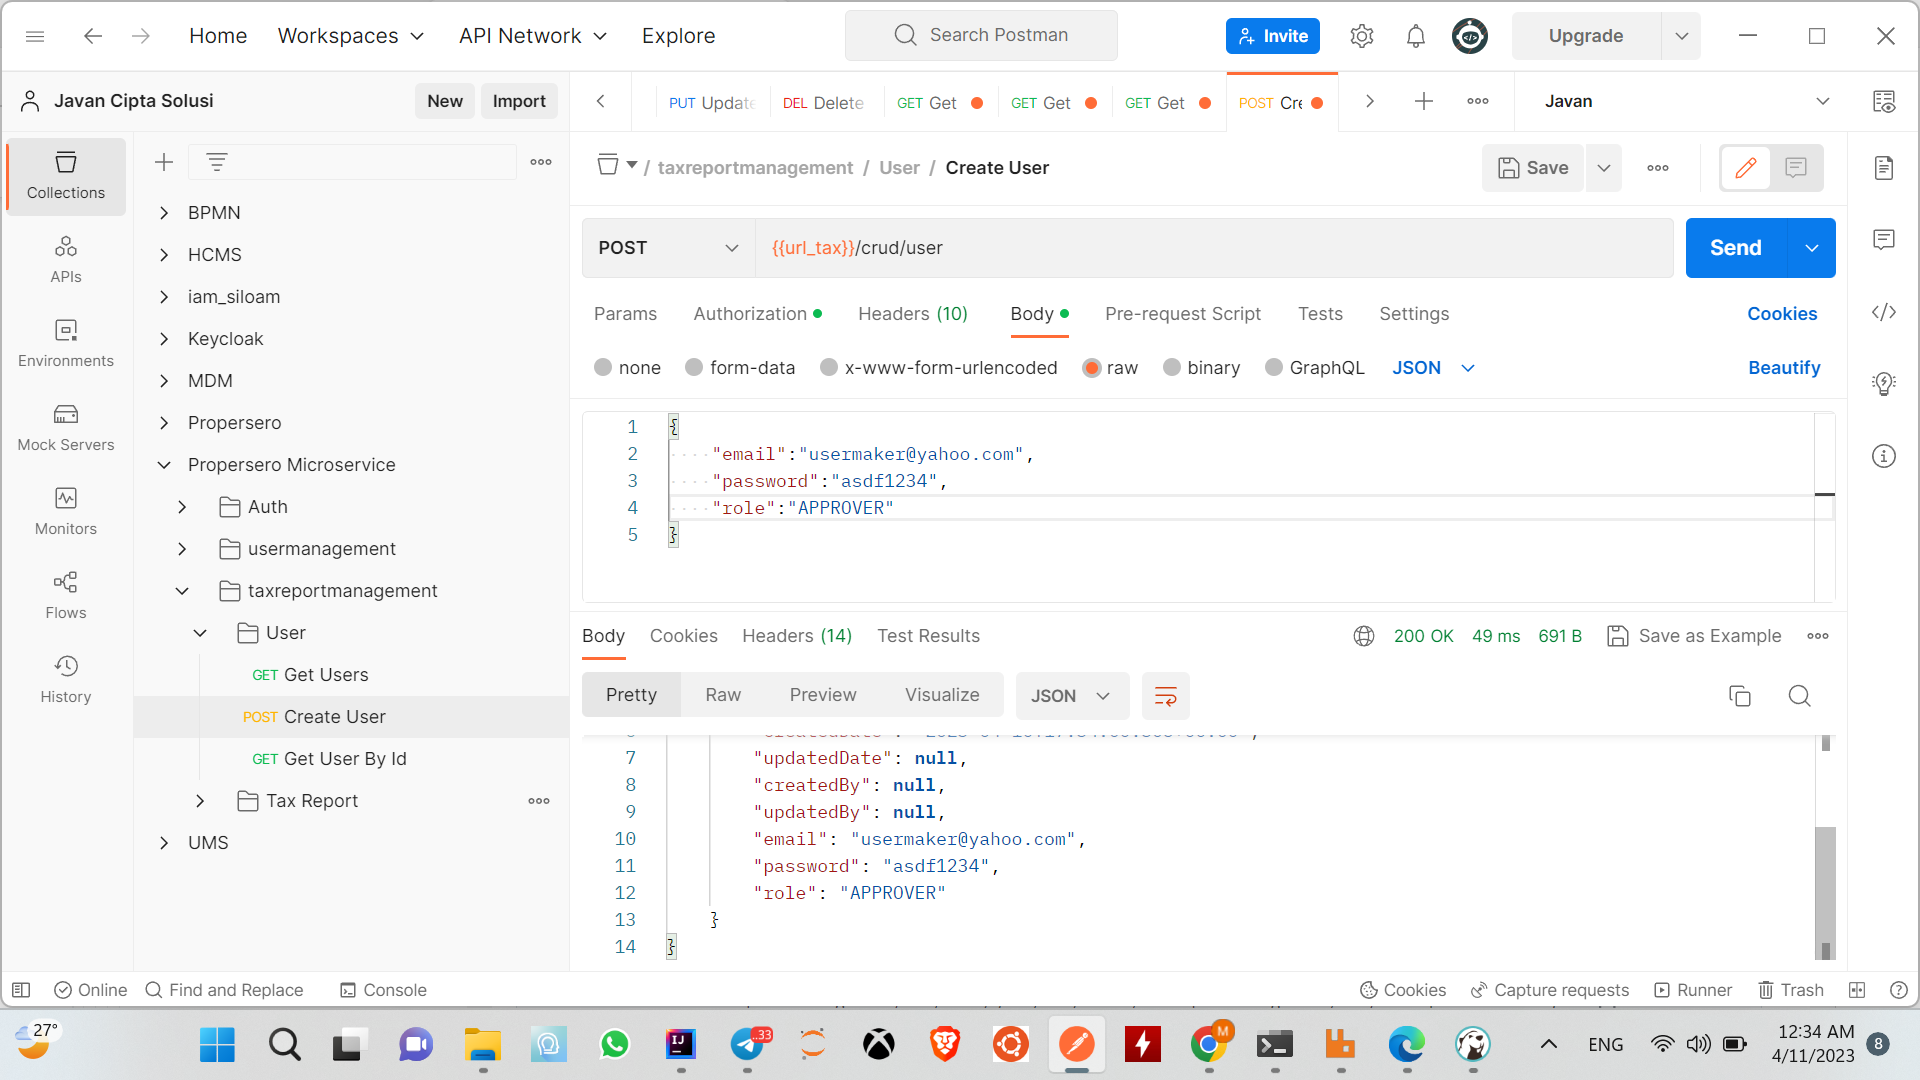 Home
Workspaces
API Network
Explore
Search Postman
Invite
Upgrade
Javan Cipta Solusi
New
Import
PUT Update
DEL Delete
GET Get
GET Get
GET Get
POST Cre
Javan
Collections
APIs
Environments
Mock Servers
Monitors
Flows
History
BPMN
HCMS
iam_siloam
Keycloak
MDM
Propersero
Propersero Microservice
Auth
usermanagement
taxreportmanagement
User
GET Get Users
POST Create User
GET Get User By Id
Tax Report
UMS
/ taxreportmanagement / User / Create User
Save
POST
{{url_tax}}/crud/user
Send
Params
Authorization
Headers (10)
Body
Pre-request Script
Tests
Settings
Cookies
none
form-data
x-www-form-urlencoded
raw
binary
GraphQL
JSON
Beautify
1 {
2 "email":"usermaker@yahoo.com",
3 "password":"asdf1234",
4 "role":"APPROVER"
5 }
Body
Cookies
Headers (14)
Test Results
200 OK
49 ms
691 B
Save as Example
Pretty
Raw
Preview
Visualize
JSON
7 "updatedDate": null,
8 "createdBy": null,
9 "updatedBy": null,
10 "email": "usermaker@yahoo.com",
11 "password": "asdf1234",
12 "role": "APPROVER"
13 }
14 }
Online
Find and Replace
Console
Cookies
Capture requests
Runner
Trash
27°
IJ
33
M
ENG
12:34 AM
4/11/2023
8